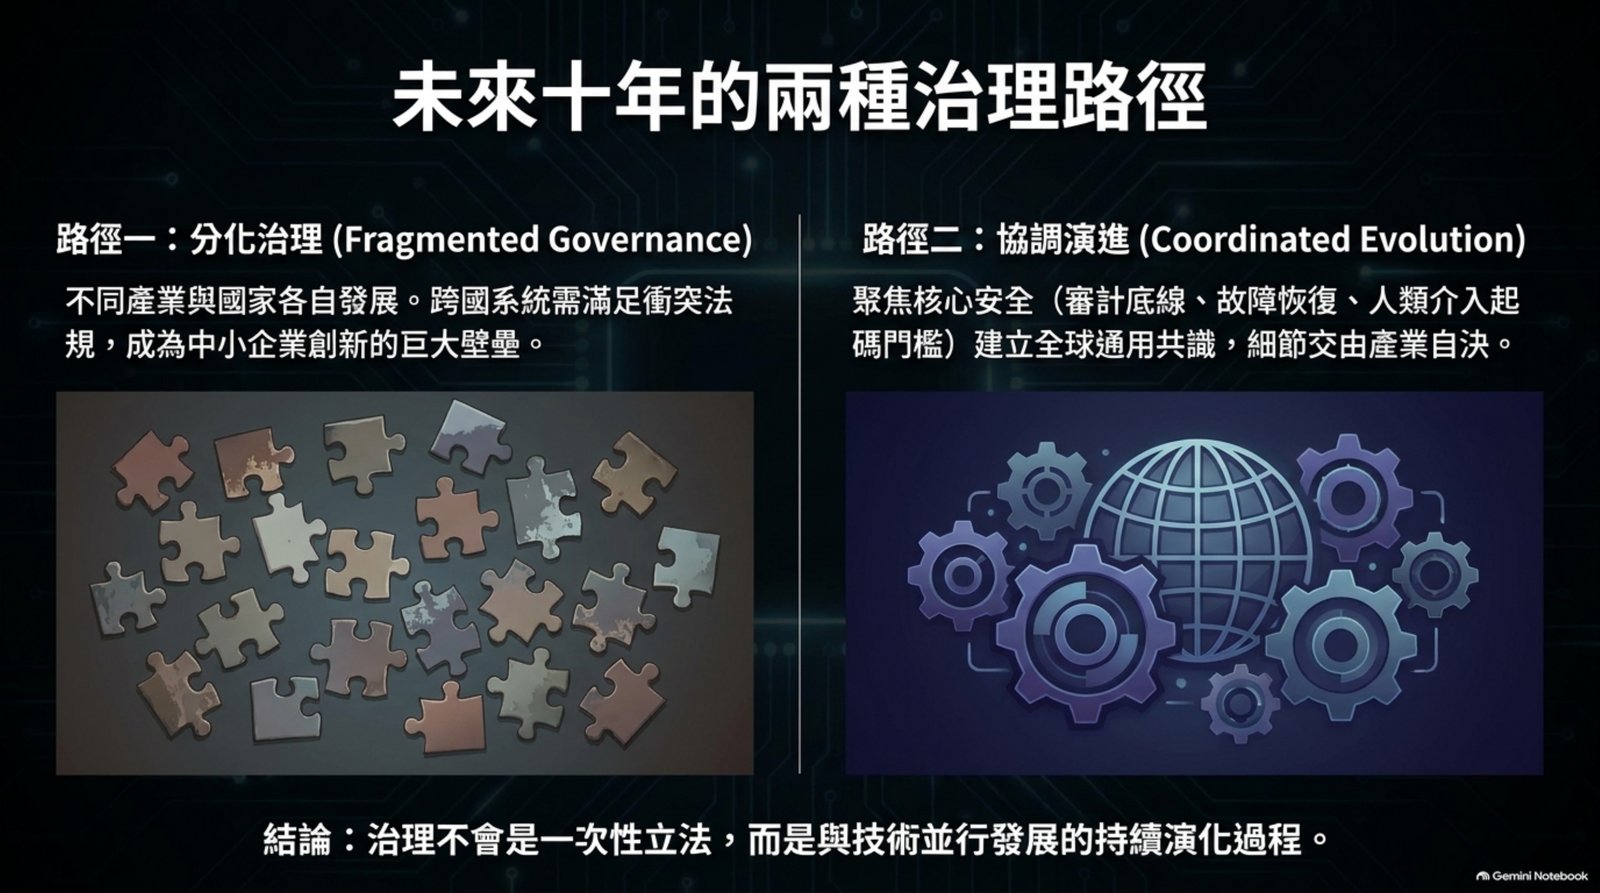 未來十年的兩種治理路徑
路徑一：分化治理 (Fragmented Governance)
不同產業與國家各自發展。跨國系統需滿足衝突法
規，成為中小企業創新的巨大壁壘。
路徑二：協調演進 (Coordinated Evolution)
聚焦核心安全（審計底線、故障恢復、人類介入起
碼門檻）建立全球通用共識，細節交由產業自決。
結論：治理不會是一次性立法，而是與技術並行發展的持續演化過程。
Gemini Notebook